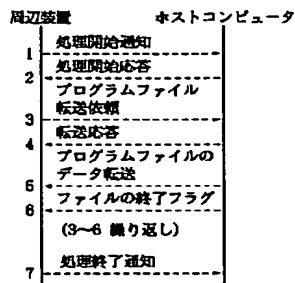 周辺装置 ホストコンピュータ
処理開始通知
1
処理開始応答
2
プログラムファイル
転送依頼
3
転送応答
4
プログラムファイルの
データ転送
5
ファイルの終了フラグ
6
(3~6 繰り返し)
処理終了通知
7